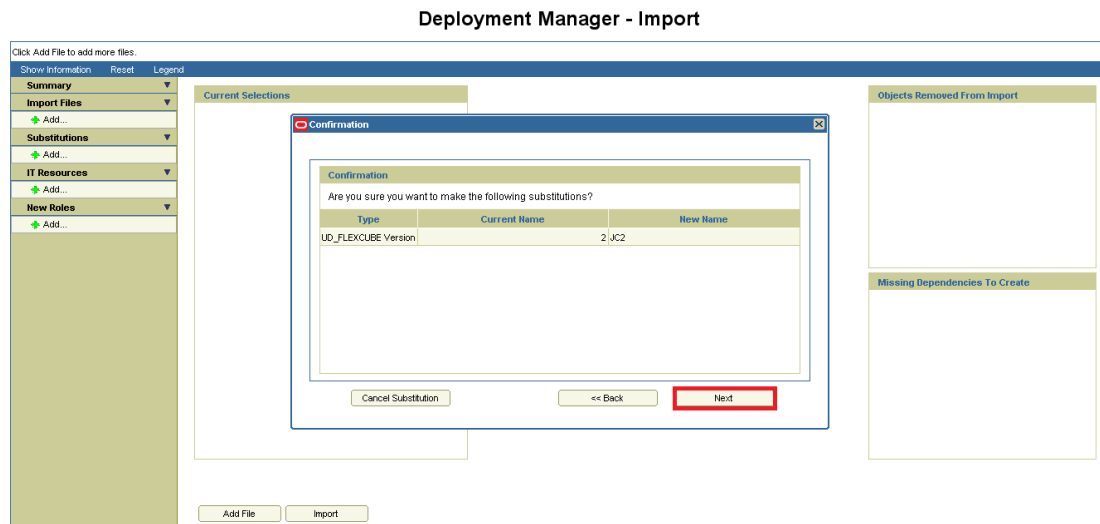 Deployment Manager - Import
Click Add File to add more files.
Show Information Reset Legend
Summary
Import Files
Add...
Substitutions
Add...
IT Resources
Add...
New Roles
Add...
Current Selections
Confirmation
Confirmation
Are you sure you want to make the following substitutions?
Type Current Name New Name
UD_FLEXCUBE Version 2 JC2
Cancel Substitution << Back Next
Objects Removed From Import
Missing Dependencies To Create
Add File Import